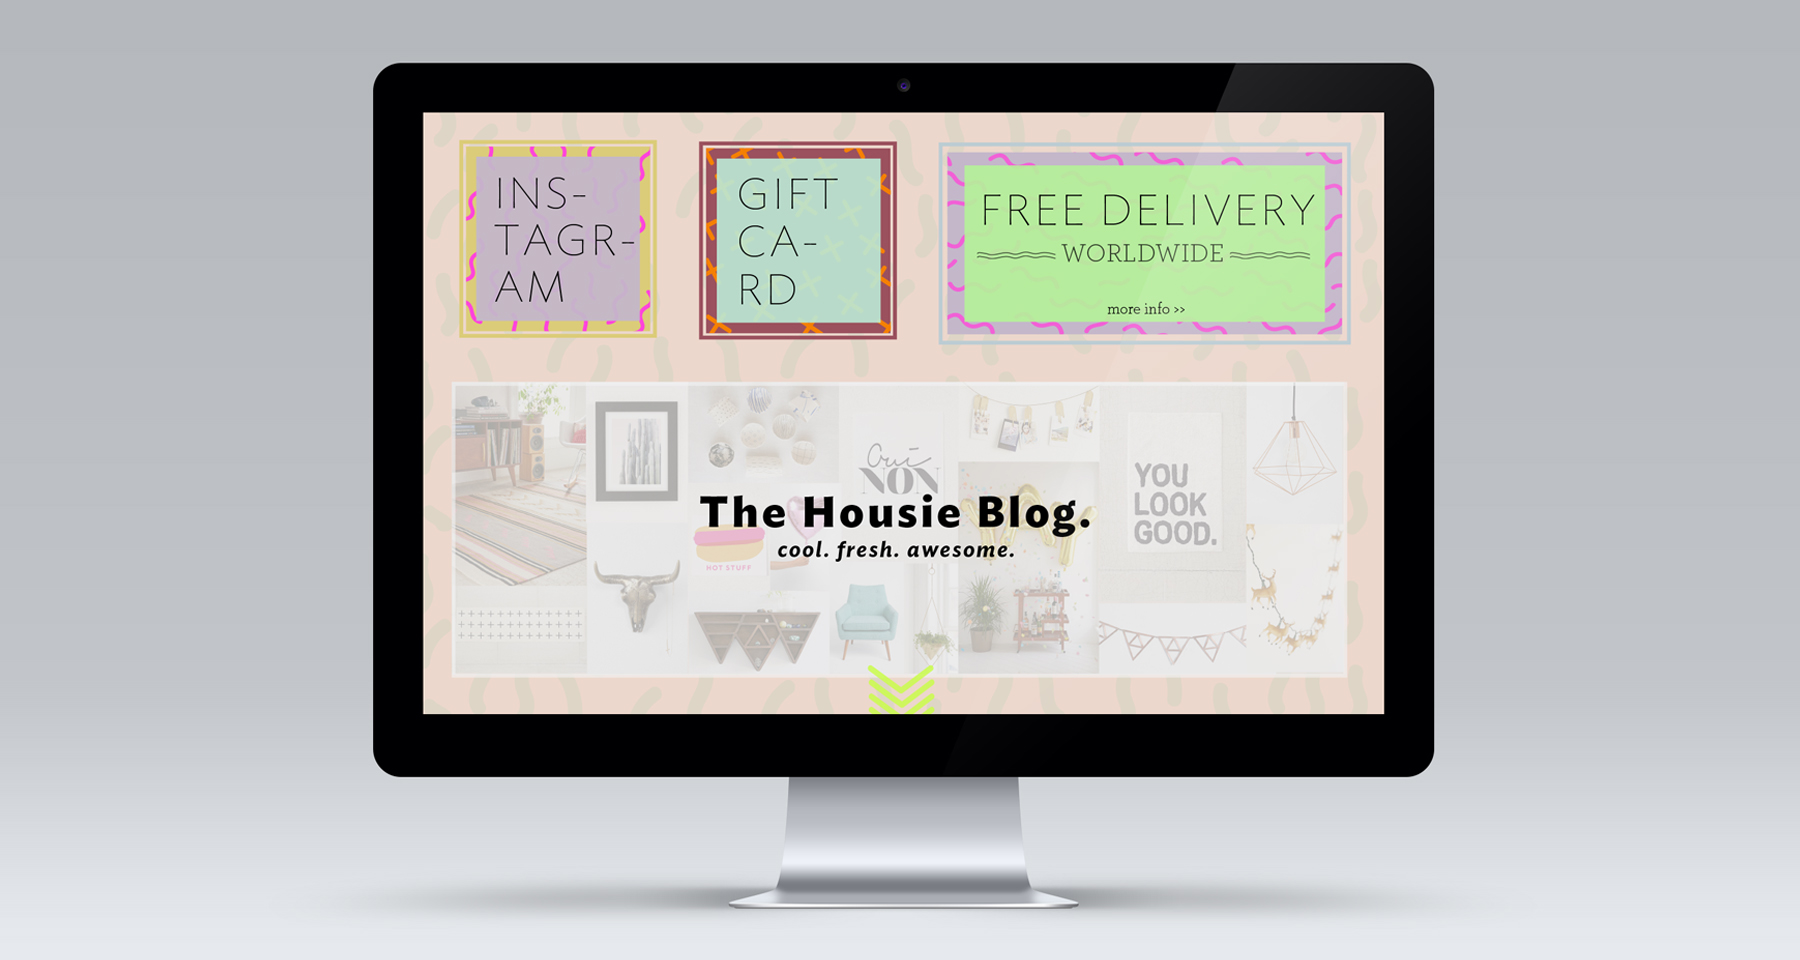 INS-
TAGR-
AM
GIFT
CA-
RD
FREE DELIVERY
WORLDWIDE
more info >>
Oui
NON
YOU
LOOK
GOOD.
The Housie Blog.
cool. fresh. awesome.
HOT STUFF